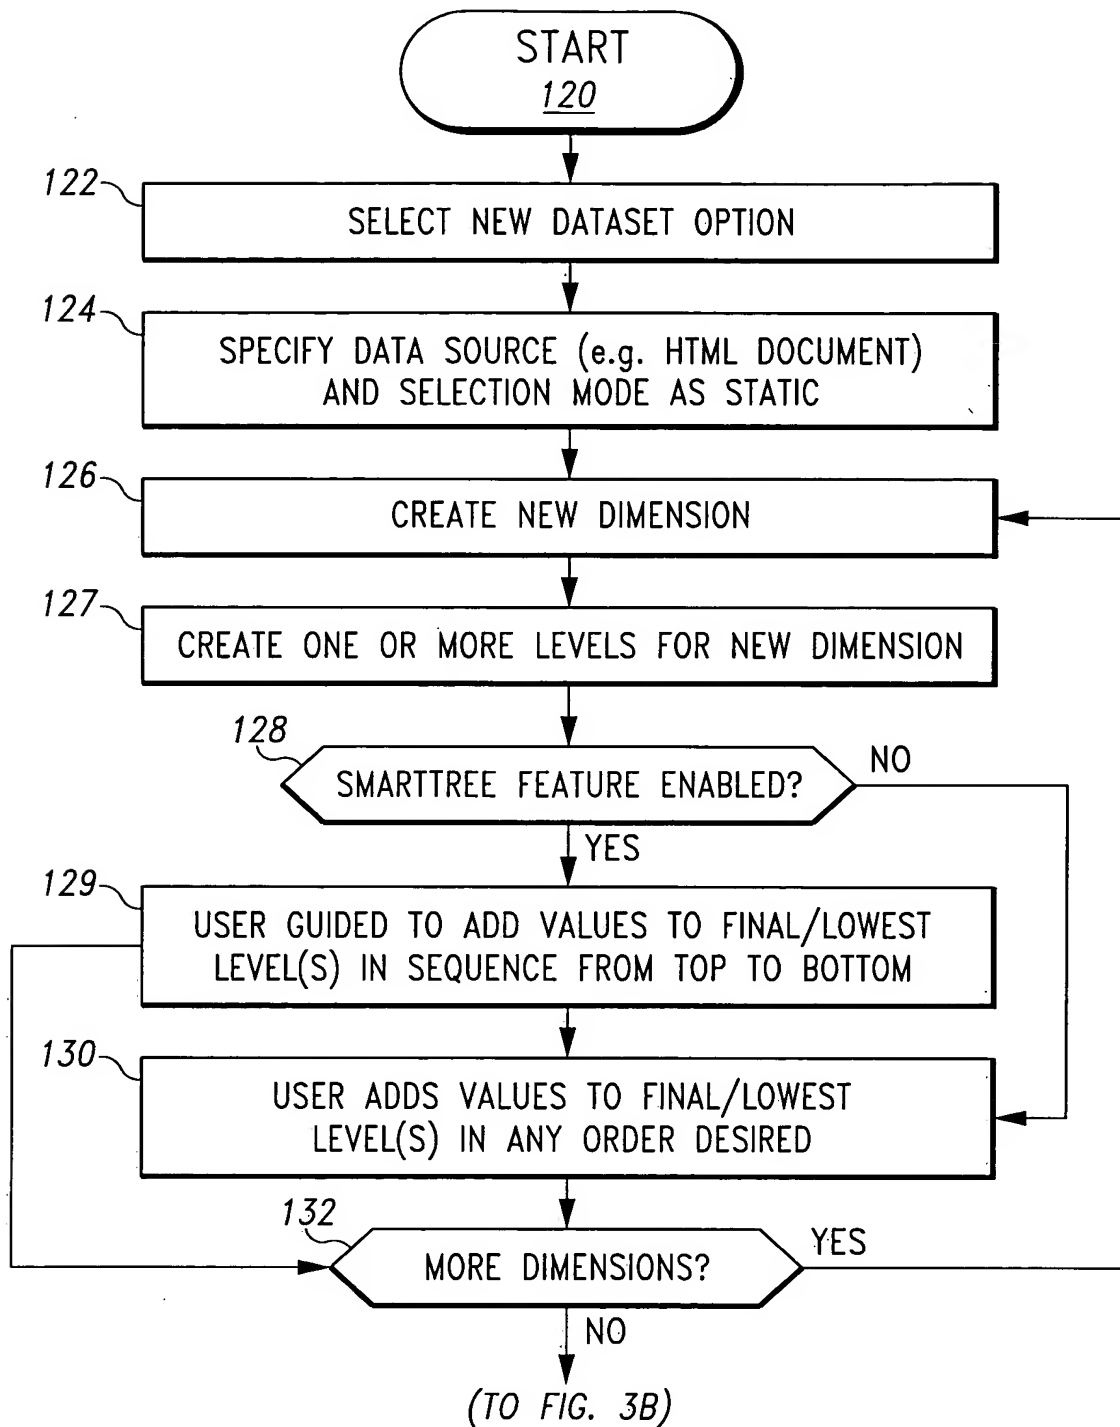 START
120
122
SELECT NEW DATASET OPTION
124
SPECIFY DATA SOURCE (e.g. HTML DOCUMENT)
AND SELECTION MODE AS STATIC
126
CREATE NEW DIMENSION
127
CREATE ONE OR MORE LEVELS FOR NEW DIMENSION
128
SMARTTREE FEATURE ENABLED?
NO
YES
129
USER GUIDED TO ADD VALUES TO FINAL/LOWEST
LEVEL(S) IN SEQUENCE FROM TOP TO BOTTOM
130
USER ADDS VALUES TO FINAL/LOWEST
LEVEL(S) IN ANY ORDER DESIRED
132
MORE DIMENSIONS?
YES
NO
(TO FIG. 3B)